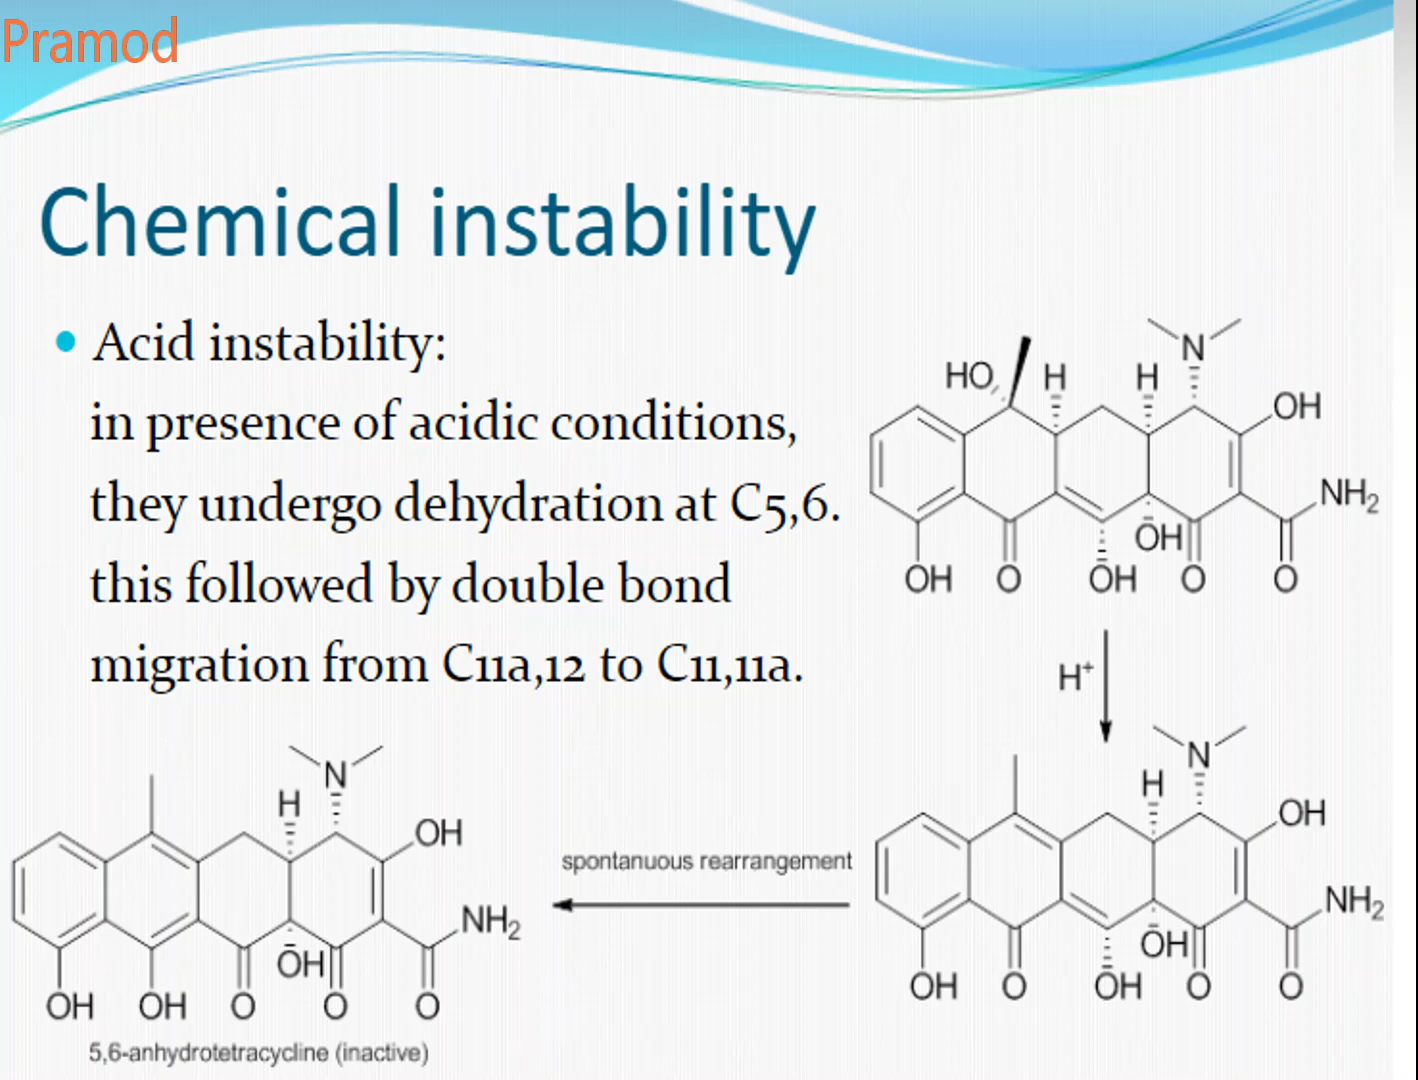 Pramod
Chemical instability
Acid instability:
in presence of acidic conditions,
they undergo dehydration at C5,6.
this followed by double bond
migration from C11a,12 to C11,11a.
N
HO
H
H
OH
NH2
OH
OH
O
OH
O
O
H+
N
H
OH
NH2
OH
OH
O
OH
O
O
spontanuous rearrangement
N
H
OH
NH2
OH
OH
OH
O
O
O
5,6-anhydrotetracycline (inactive)